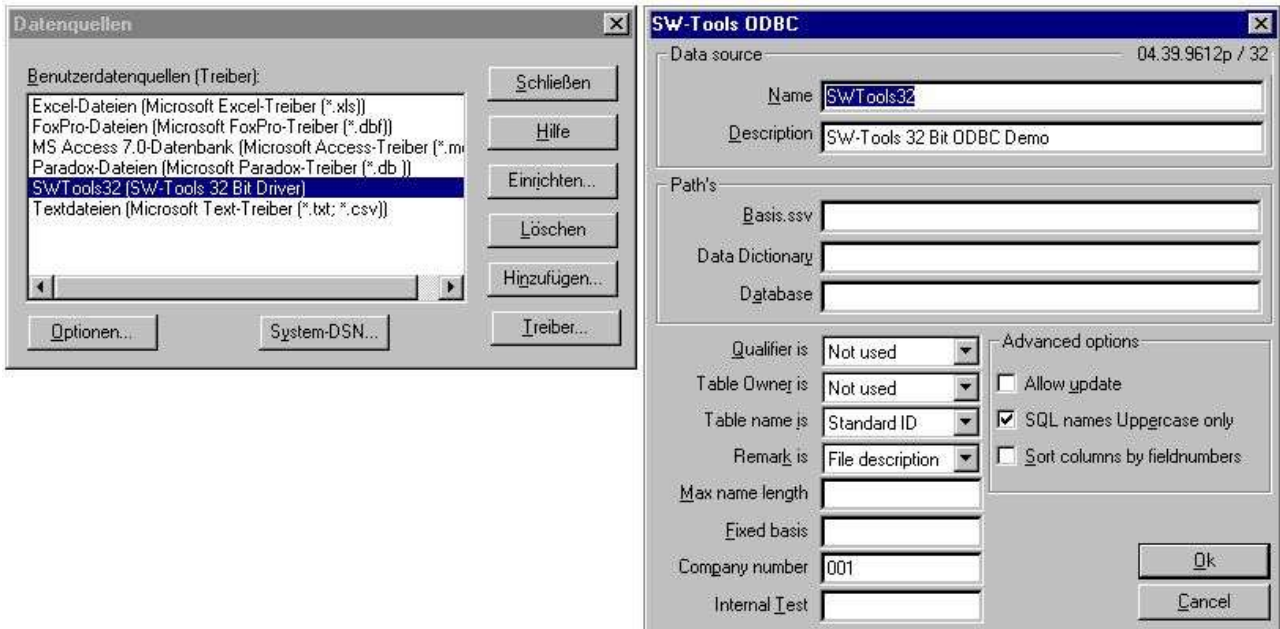 Datenquellen
Benutzerdatenquellen (Treiber):
Excel-Dateien (Microsoft Excel-Treiber (*.xls))
FoxPro-Dateien (Microsoft FoxPro-Treiber (*.dbf))
MS Access 7.0-Datenbank (Microsoft Access-Treiber (*.m
Paradox-Dateien (Microsoft Paradox-Treiber (*.db ))
SWTools32 (SW-Tools 32 Bit Driver)
Textdateien (Microsoft Text-Treiber (*.txt; *.csv))
Schließen
Hilfe
Einrichten...
Löschen
Hinzufügen...
Treiber...
Optionen...
System-DSN...
SW-Tools ODBC
Data source
04.39.9612p / 32
Name SWTools32
Description SW-Tools 32 Bit ODBC Demo
Path's
Basis.ssv
Data Dictionary
Database
Qualifier is Not used
Table Owner is Not used
Table name is Standard ID
Remark is File description
Max name length
Fixed basis
Company number 001
Internal Test
Advanced options
Allow update
SQL names Uppercase only
Sort columns by fieldnumbers
Ok
Cancel